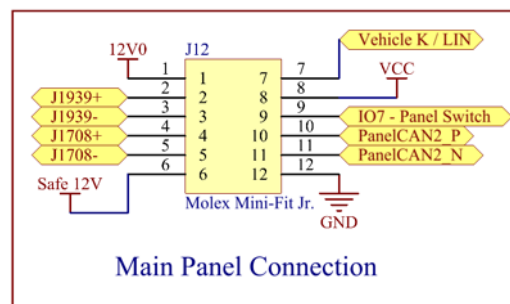 J12
12V0
1 1 7 7 Vehicle K / LIN
J1939+ 2 2 8 8 VCC
J1939- 3 3 9 9 IO7 - Panel Switch
J1708+ 4 4 10 10 PanelCAN2_P
J1708- 5 5 11 11 PanelCAN2_N
6 6 12 12
Safe 12V
Molex Mini-Fit Jr.
GND
Main Panel Connection